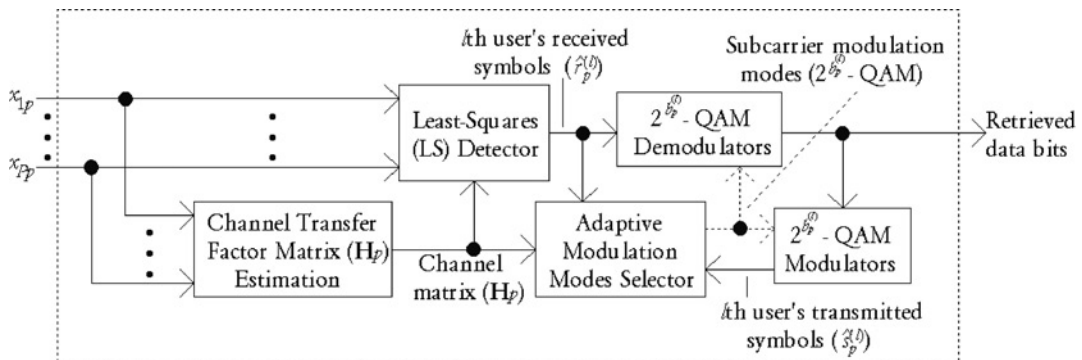 lth user's received
symbols (r̂_p^(l))
Subcarrier modulation
modes (2^{b_p^(l)} - QAM)
x_1p
x_Pp
Least-Squares
(LS) Detector
2^{b_p^(l)} - QAM
Demodulators
Retrieved
data bits
Channel Transfer
Factor Matrix (H_p)
Estimation
Channel
matrix (H_p)
Adaptive
Modulation
Modes Selector
2^{b_p^(l)} - QAM
Modulators
lth user's transmitted
symbols (ŝ_p^(l))